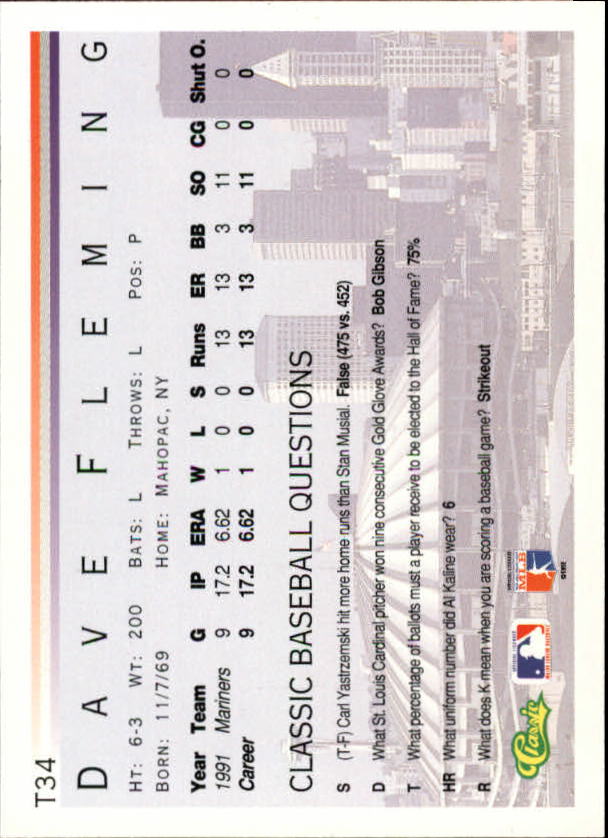 T34
D A V E F L E M I N G
HT: 6-3 WT: 200 BATS: L THROWS: L POS: P
BORN: 11/7/69 HOME: MAHOPAC, NY
Year Team G IP ERA W L S Runs ER BB SO CG Shut O.
1991 Mariners 9 17.2 6.62 1 0 0 13 13 3 11 0 0
Career 9 17.2 6.62 1 0 0 13 13 3 11 0 0
CLASSIC BASEBALL QUESTIONS
S (T-F) Carl Yastrzemski hit more home runs than Stan Musial. False (475 vs. 452)
D What St. Louis Cardinal pitcher won nine consecutive Gold Glove Awards? Bob Gibson
T What percentage of ballots must a player receive to be elected to the Hall of Fame? 75%
HR What uniform number did Al Kaline wear? 6
R What does K mean when you are scoring a baseball game? Strikeout
Classic
MLB